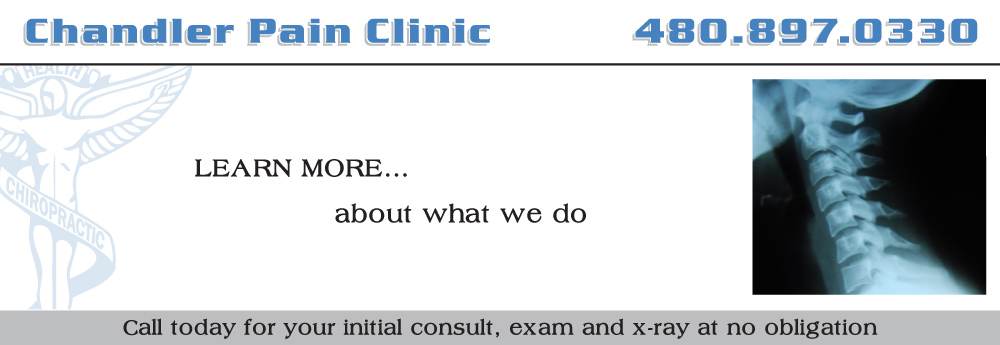 Chandler Pain Clinic 480.897.0330
HEALTH
LEARN MORE...
CHIROPRACTIC
about what we do
Call today for your initial consult, exam and x-ray at no obligation